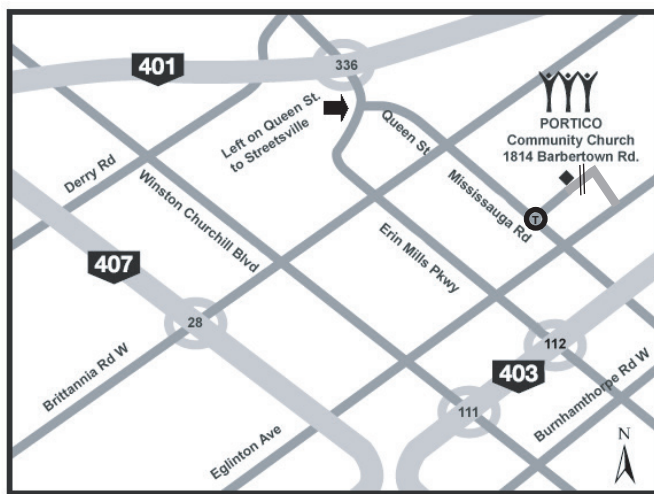 401
336
Left on Queen St.
to Streetsville
Queen St
PORTICO
Community Church
1814 Barbertown Rd.
Derry Rd
Winston Churchill Blvd
Mississauga Rd
T
Erin Mills Pkwy
407
28
Brittannia Rd W
112
403
111
Burnhamthorpe Rd W
Eglinton Ave
N